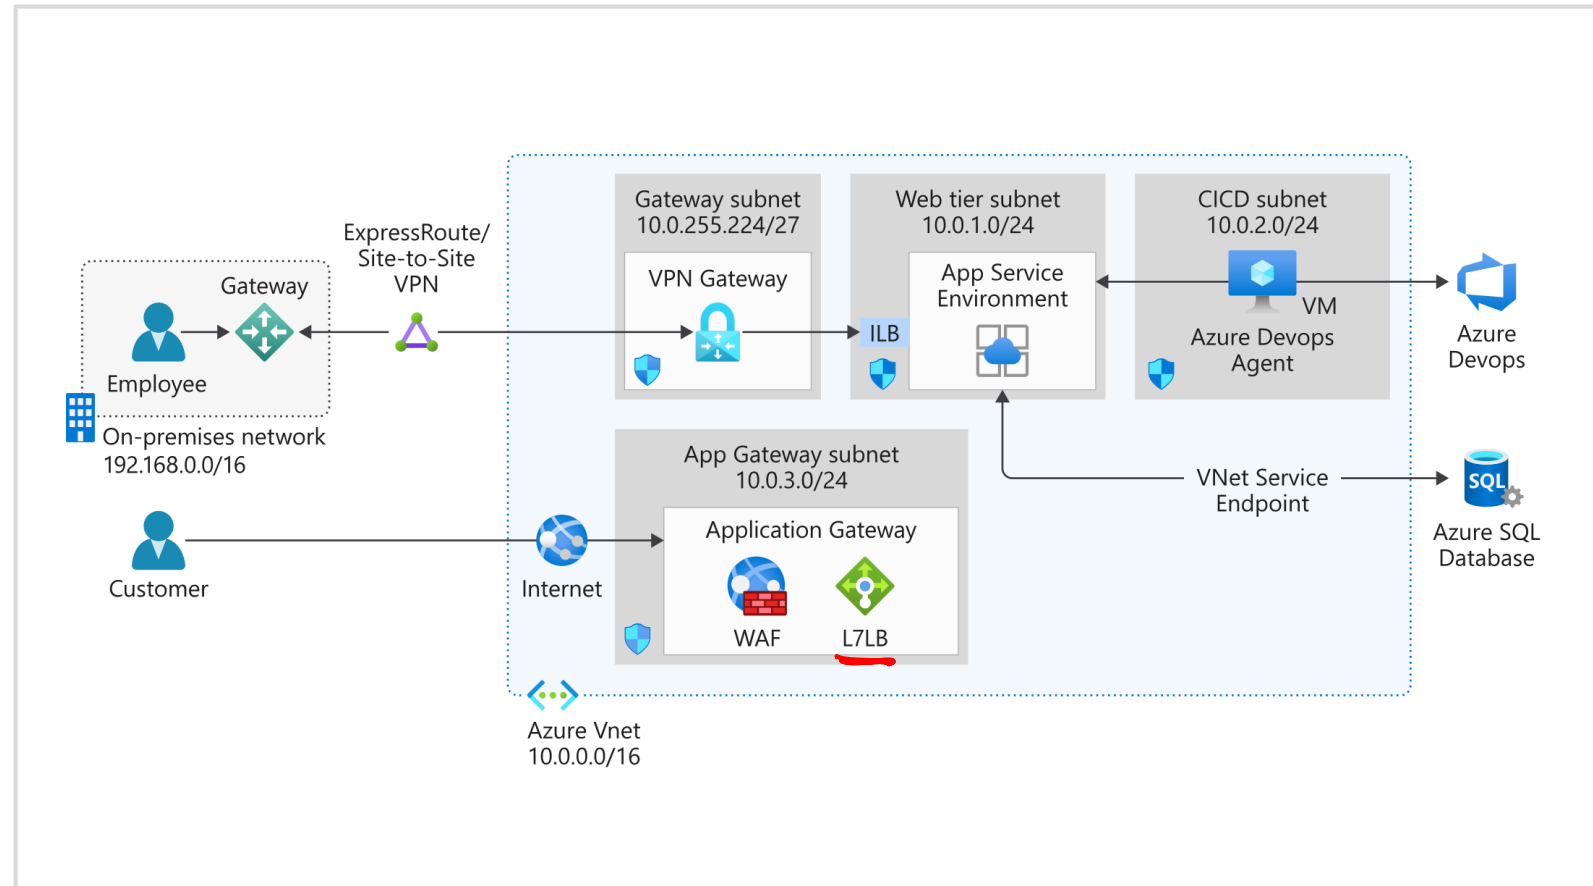 Gateway subnet
10.0.255.224/27
Web tier subnet
10.0.1.0/24
CICD subnet
10.0.2.0/24
ExpressRoute/
Site-to-Site
VPN
Gateway
VPN Gateway
App Service
Environment
ILB
VM
Azure Devops
Agent
Azure
Devops
Employee
On-premises network
192.168.0.0/16
App Gateway subnet
10.0.3.0/24
VNet Service
Endpoint
SQL
Azure SQL
Database
Application Gateway
Customer
Internet
WAF
L7LB
Azure Vnet
10.0.0.0/16